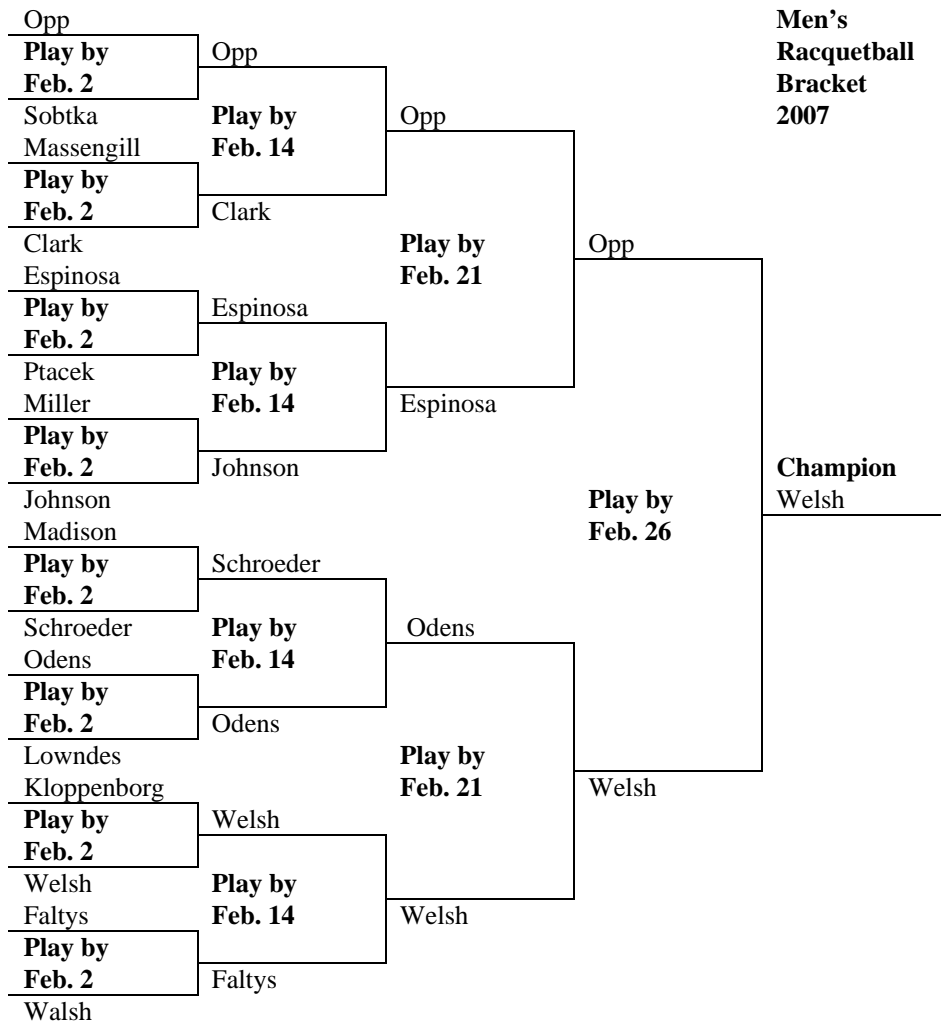 Opp
Men's
Play by
Opp
Racquetball
Feb. 2
Bracket
Sobtka
Play by
Opp
2007
Massengill
Feb. 14
Play by
Feb. 2
Clark
Clark
Play by
Opp
Espinosa
Feb. 21
Play by
Espinosa
Feb. 2
Ptacek
Play by
Miller
Feb. 14
Espinosa
Play by
Feb. 2
Johnson
Champion
Johnson
Play by
Welsh
Madison
Feb. 26
Play by
Schroeder
Feb. 2
Schroeder
Play by
Odens
Odens
Feb. 14
Play by
Feb. 2
Odens
Lowndes
Play by
Kloppenborg
Feb. 21
Welsh
Play by
Welsh
Feb. 2
Welsh
Play by
Faltys
Feb. 14
Welsh
Play by
Feb. 2
Faltys
Walsh